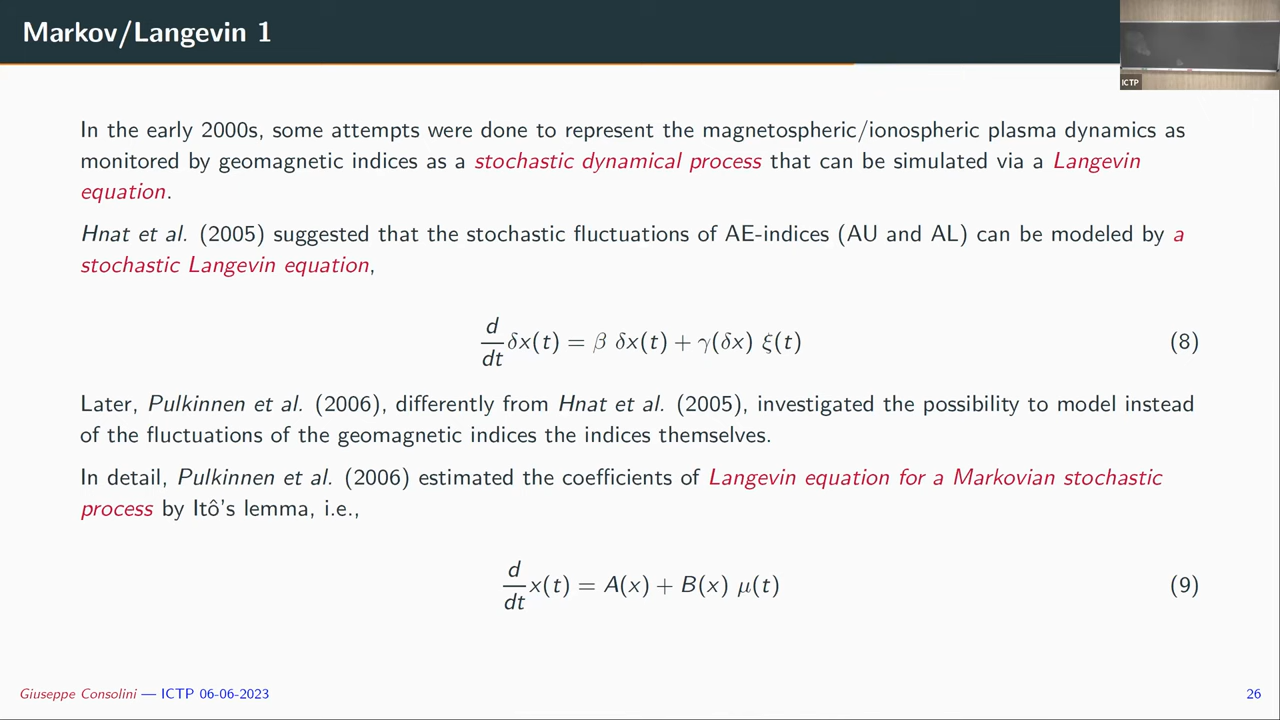 Markov/Langevin 1
ICTP
In the early 2000s, some attempts were done to represent the magnetospheric/ionospheric plasma dynamics as
monitored by geomagnetic indices as a stochastic dynamical process that can be simulated via a Langevin
equation.
Hnat et al. (2005) suggested that the stochastic fluctuations of AE-indices (AU and AL) can be modeled by a
stochastic Langevin equation,
d/dt δx(t) = β δx(t) + γ(δx) ξ(t) (8)
Later, Pulkinnen et al. (2006), differently from Hnat et al. (2005), investigated the possibility to model instead
of the fluctuations of the geomagnetic indices the indices themselves.
In detail, Pulkinnen et al. (2006) estimated the coefficients of Langevin equation for a Markovian stochastic
process by Itô's lemma, i.e.,
d/dt x(t) = A(x) + B(x) μ(t) (9)
Giuseppe Consolini — ICTP 06-06-2023 26